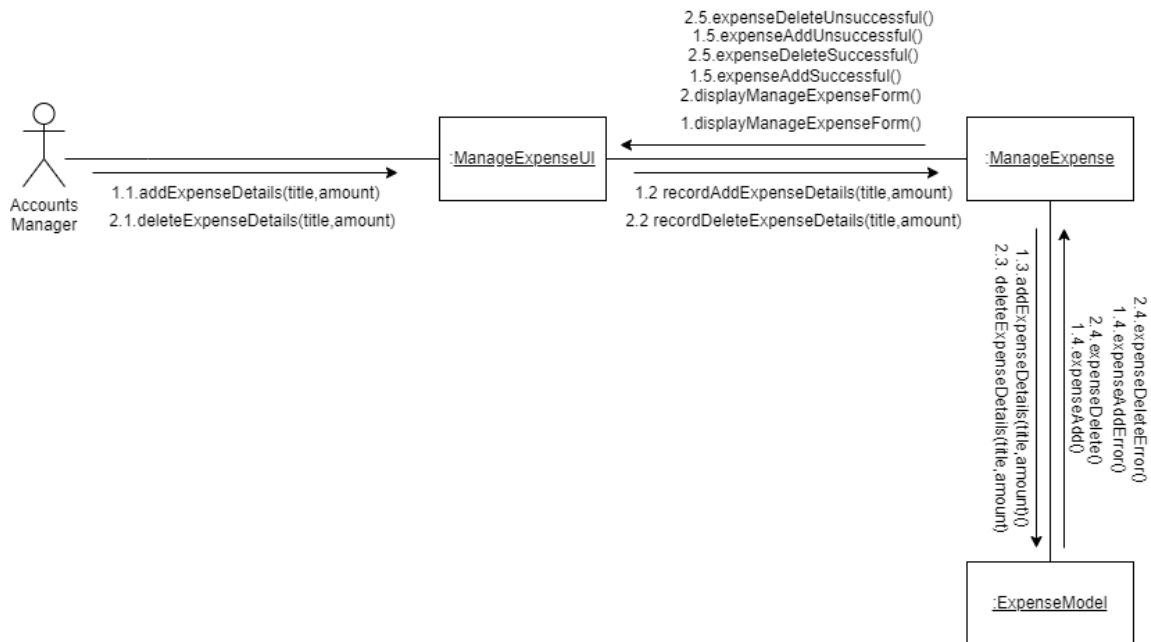 2.5.expenseDeleteUnsuccessful()
1.5.expenseAddUnsuccessful()
2.5.expenseDeleteSuccessful()
1.5.expenseAddSuccessful()
2.displayManageExpenseForm()
1.displayManageExpenseForm()
:ManageExpenseUI
:ManageExpense
Accounts
Manager
1.1.addExpenseDetails(title,amount)
2.1.deleteExpenseDetails(title,amount)
1.2 recordAddExpenseDetails(title,amount)
2.2 recordDeleteExpenseDetails(title,amount)
1.3.addExpenseDetails(title,amount)()
2.3. deleteExpenseDetails(title,amount)
2.4.expenseDeleteError()
1.4.expenseAddError()
2.4.expenseDelete()
1.4.expenseAdd()
:ExpenseModel